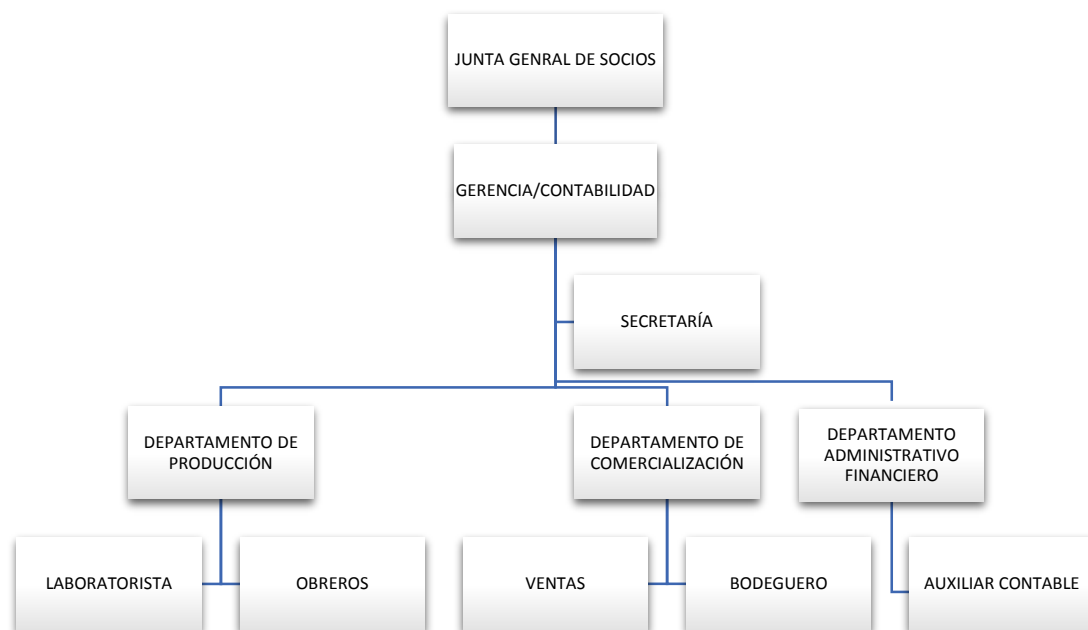 JUNTA GENRAL DE SOCIOS
GERENCIA/CONTABILIDAD
SECRETARÍA
DEPARTAMENTO DE
PRODUCCIÓN
DEPARTAMENTO DE
COMERCIALIZACIÓN
DEPARTAMENTO
ADMINISTRATIVO
FINANCIERO
LABORATORISTA
OBREROS
VENTAS
BODEGUERO
AUXILIAR CONTABLE